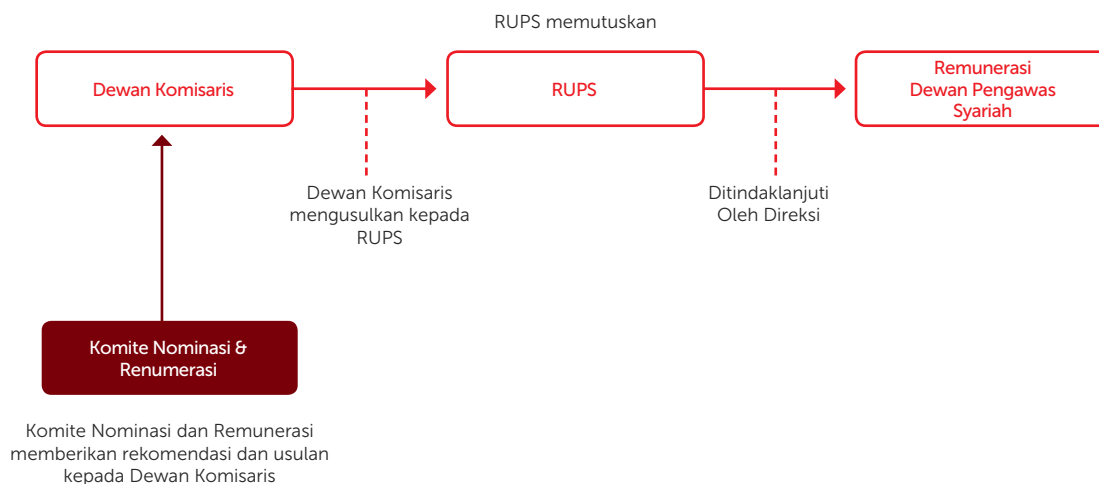 RUPS memutuskan
Dewan Komisaris
RUPS
Remunerasi
Dewan Pengawas
Syariah
Dewan Komisaris
mengusulkan kepada
RUPS
Ditindaklanjuti
Oleh Direksi
Komite Nominasi &
Renumerasi
Komite Nominasi dan Remunerasi
memberikan rekomendasi dan usulan
kepada Dewan Komisaris